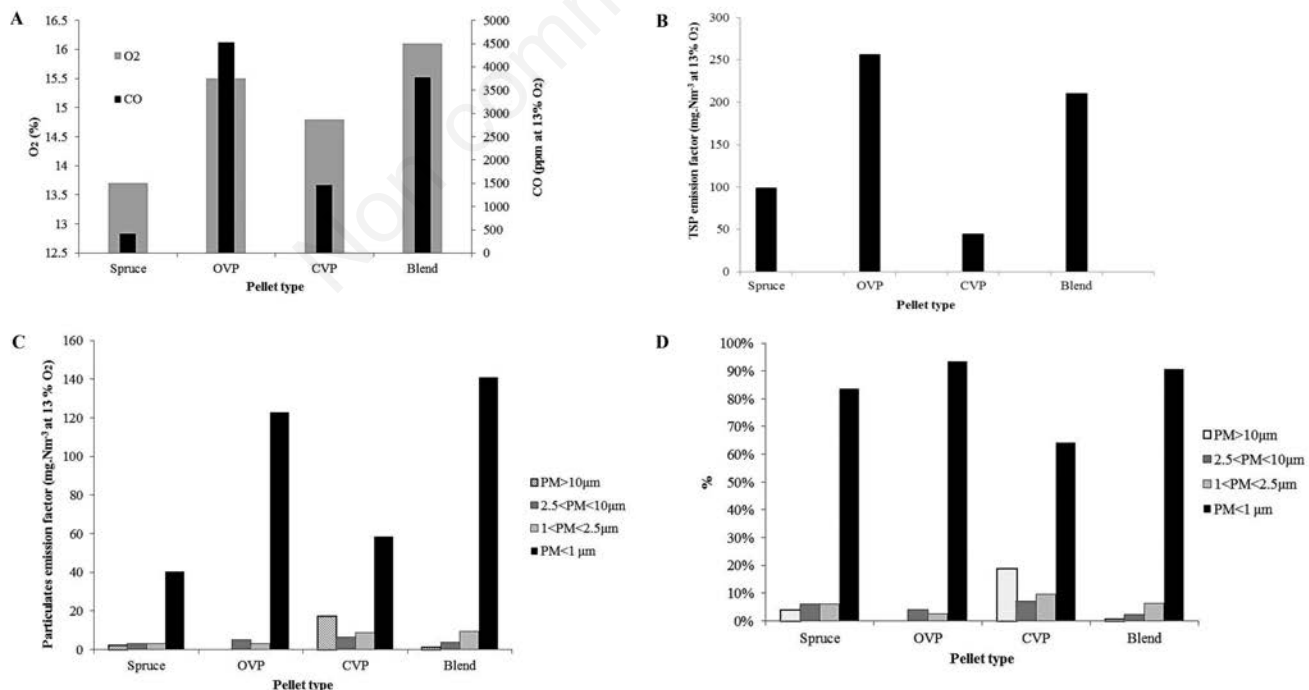 A
O₂ (%)
16.5
16
15.5
15
14.5
14
13.5
13
12.5
O2
CO
5000
4500
4000
3500
3000
2500
2000
1500
1000
500
0
CO (ppm at 13% O₂)
Spruce OVP CVP Blend
Pellet type
B
TSP emission factor (mg.Nm⁻³ at 13% O₂)
300
250
200
150
100
50
0
Spruce OVP CVP Blend
Pellet type
C
Particulates emission factor (mg.Nm⁻³ at 13 % O₂)
160
140
120
100
80
60
40
20
0
PM>10μm
2.5<PM<10μm
1<PM<2.5μm
PM<1 μm
Spruce OVP CVP Blend
Pellet type
D
%
100%
90%
80%
70%
60%
50%
40%
30%
20%
10%
0%
PM>10μm
2.5<PM<10μm
1<PM<2.5μm
PM<1 μm
Spruce OVP CVP Blend
Pellet type
Non comm